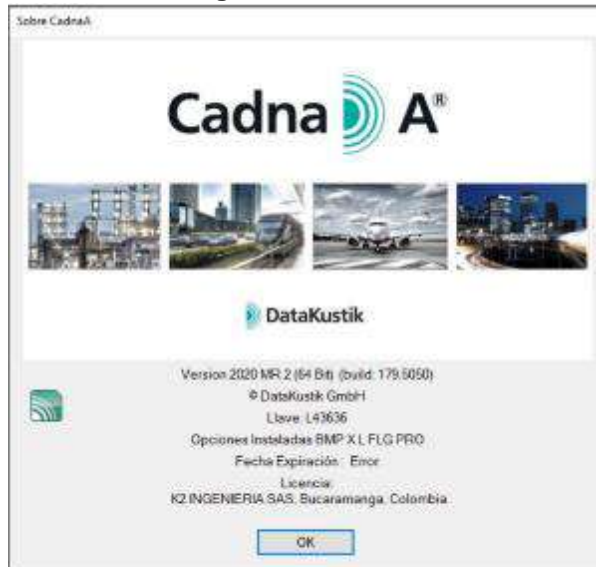 Sobre CadnaA
Cadna A®
DataKustik
Version 2020 MR 2 (64 Bit) (build: 179.5050)
© DataKustik GmbH
Llave: L43636
Opciones Instaladas BMP X L FLG PRO
Fecha Expiración : Error
Licencia:
K2 INGENIERIA SAS, Bucaramanga, Colombia
OK